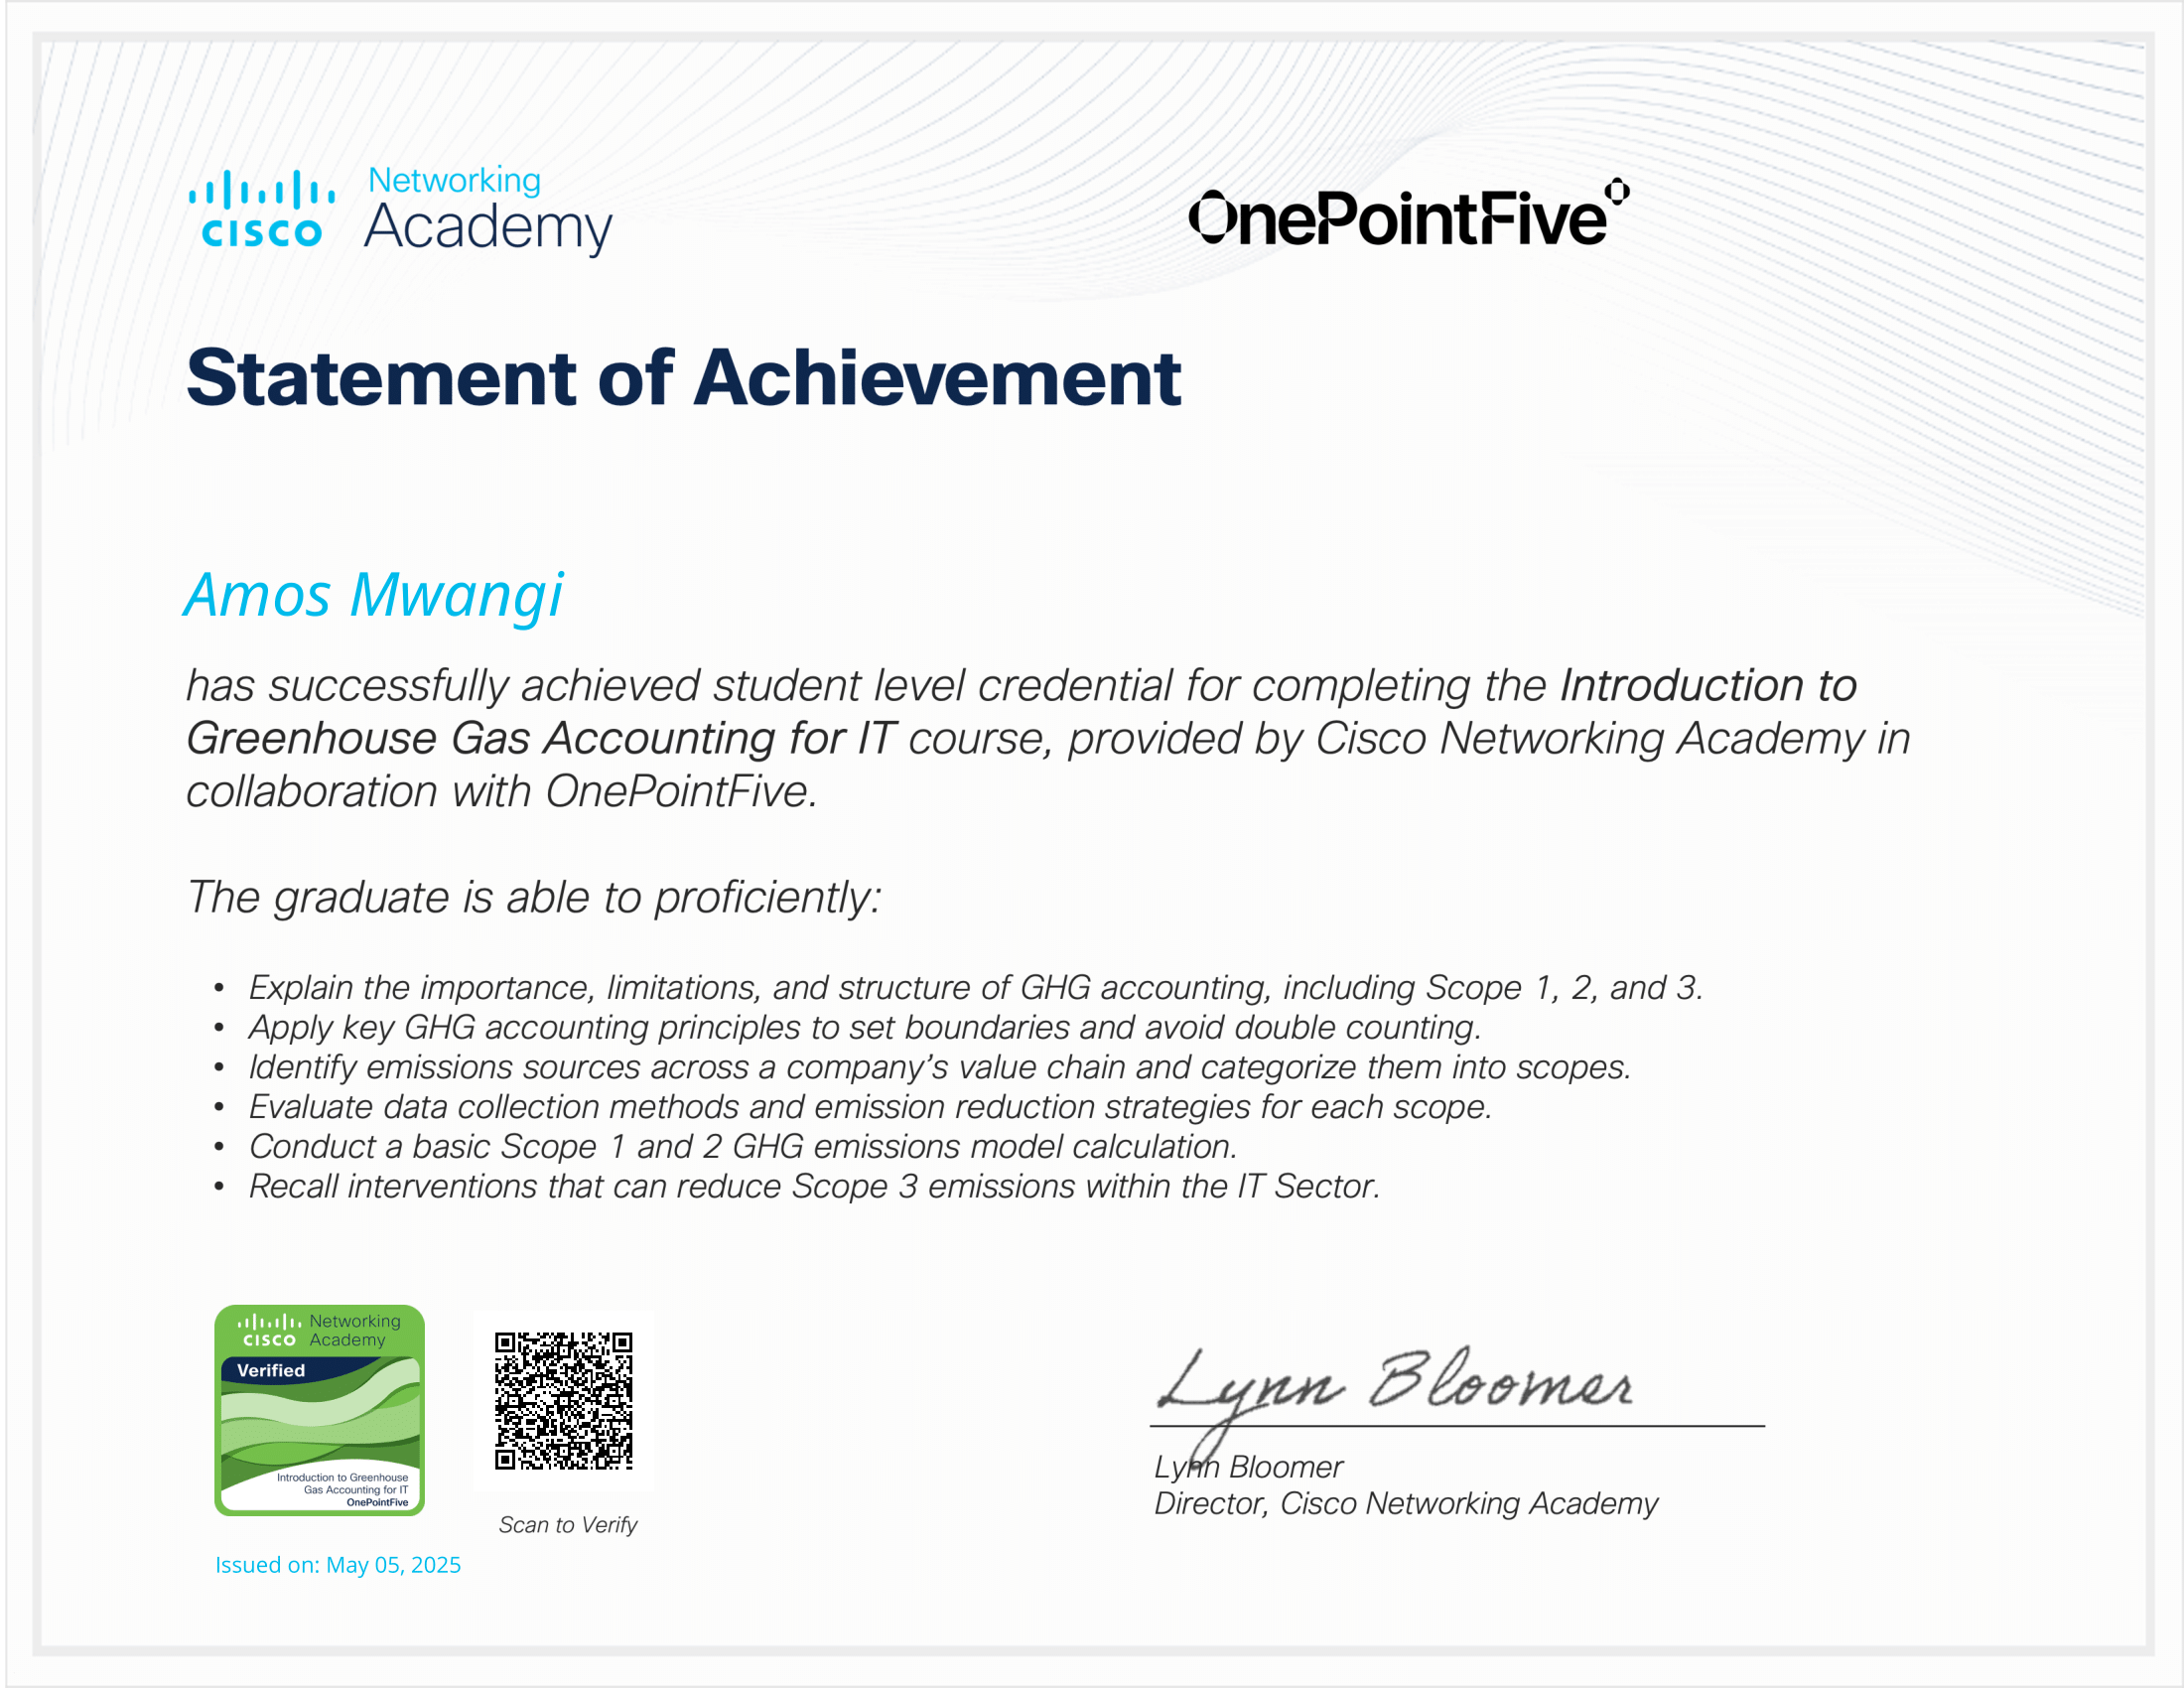 Networking
Academy
CISCO
OnePointFive
Statement of Achievement
Amos Mwangi
has successfully achieved student level credential for completing the Introduction to
Greenhouse Gas Accounting for IT course, provided by Cisco Networking Academy in
collaboration with OnePointFive.
The graduate is able to proficiently:
• Explain the importance, limitations, and structure of GHG accounting, including Scope 1, 2, and 3.
• Apply key GHG accounting principles to set boundaries and avoid double counting.
• Identify emissions sources across a company’s value chain and categorize them into scopes.
• Evaluate data collection methods and emission reduction strategies for each scope.
• Conduct a basic Scope 1 and 2 GHG emissions model calculation.
• Recall interventions that can reduce Scope 3 emissions within the IT Sector.
Networking
CISCO Academy
Verified
Introduction to Greenhouse
Gas Accounting for IT
OnePointFive
Scan to Verify
Issued on: May 05, 2025
Lynn Bloomer
Lynn Bloomer
Director, Cisco Networking Academy